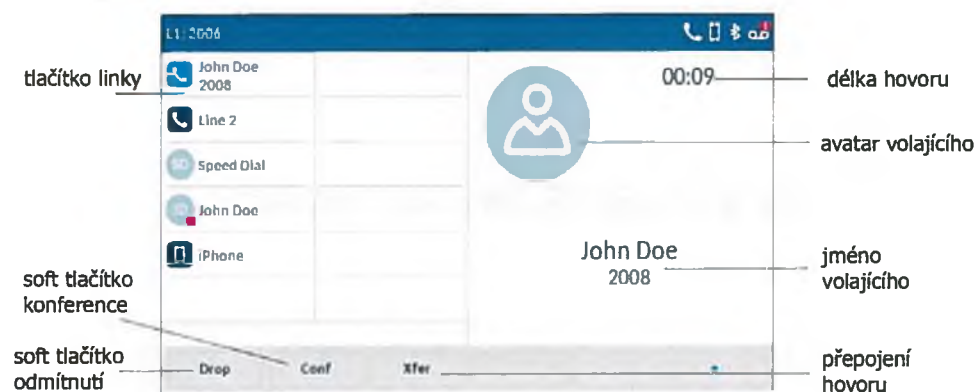 L1: 2006
tlačítko linky
John Doe
2008
00:09
délka hovoru
Line 2
avatar volajícího
Speed Dial
John Doe
iPhone
John Doe
2008
jméno
volajícího
soft tlačítko
konference
soft tlačítko
odmítnutí
Drop
Conf
Xfer
přepojení
hovoru